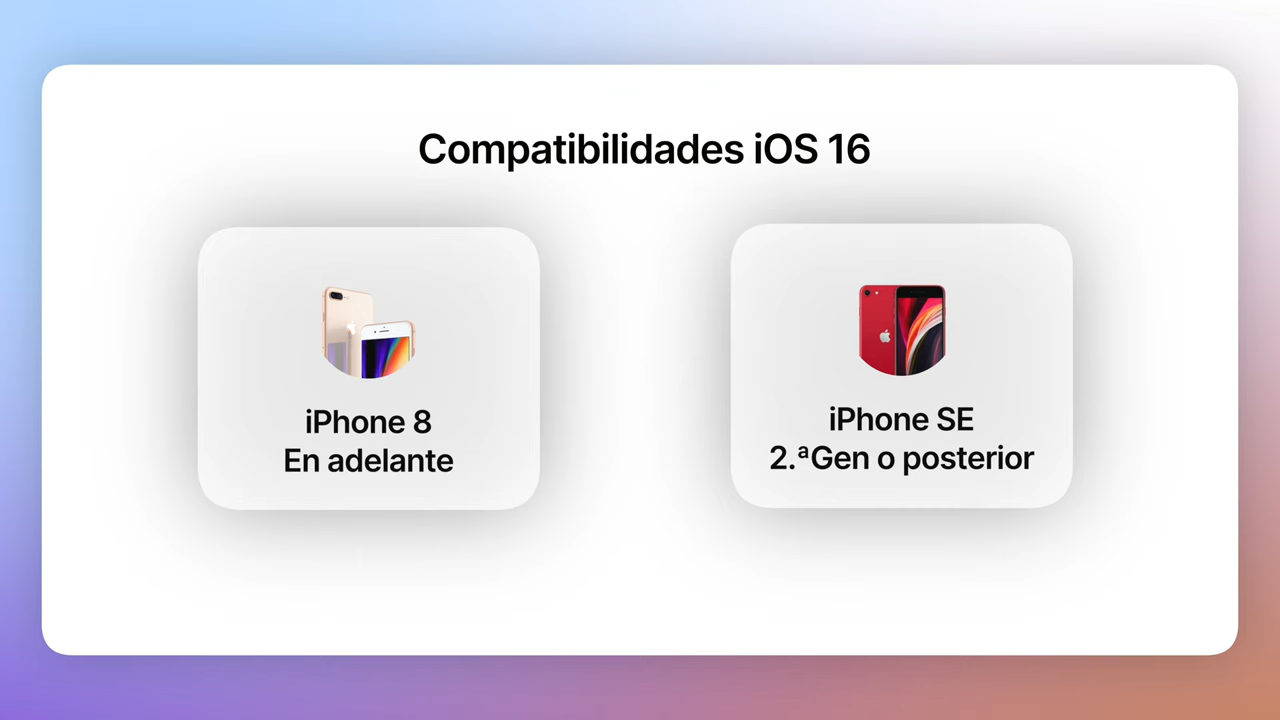 Compatibilidades iOS 16
iPhone 8
En adelante
iPhone SE
2.ªGen o posterior